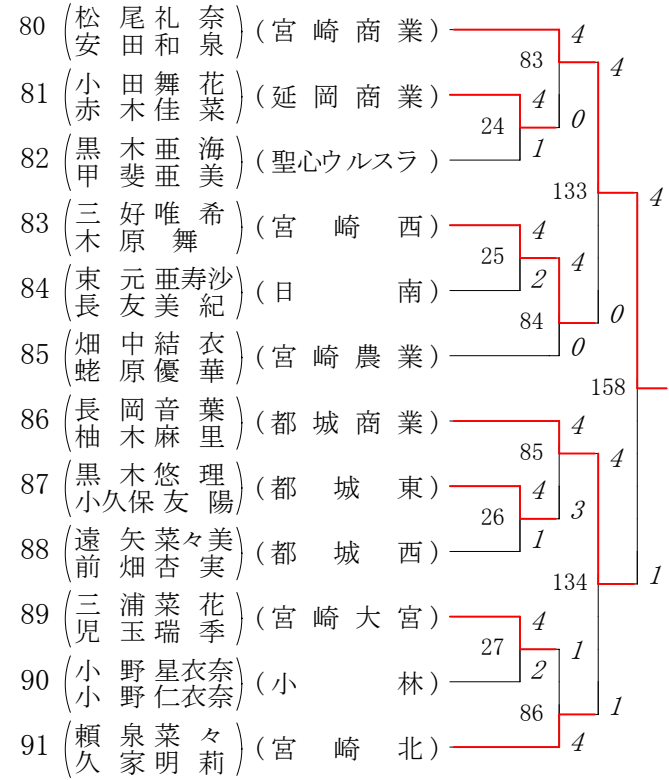 80 (松尾礼奈 安田和泉) (宮崎商業) 4
83 4
81 (小田舞花 赤木佳菜) (延岡商業) 4 0
24
82 (黒木亜海 甲斐亜美) (聖心ウルスラ) 1
133 4
83 (三好唯希 木原舞) (宮崎西) 4
25 4
84 (東元亜寿沙 長友美紀) (日南) 2
84 0
85 (畑中結衣 蛯原優華) (宮崎農業) 0
158
86 (長岡音葉 柚木麻里) (都城商業) 4
85 4
87 (黒木悠理 小久保友陽) (都城東) 4 3
26
88 (遠矢菜々美 前畑杏実) (都城西) 1
134 1
89 (三浦菜花 児玉瑞季) (宮崎大宮) 4
27 1
90 (小野星衣奈 小野仁衣奈) (小林) 2
86 1
91 (頼泉菜々 久家明莉) (宮崎北) 4